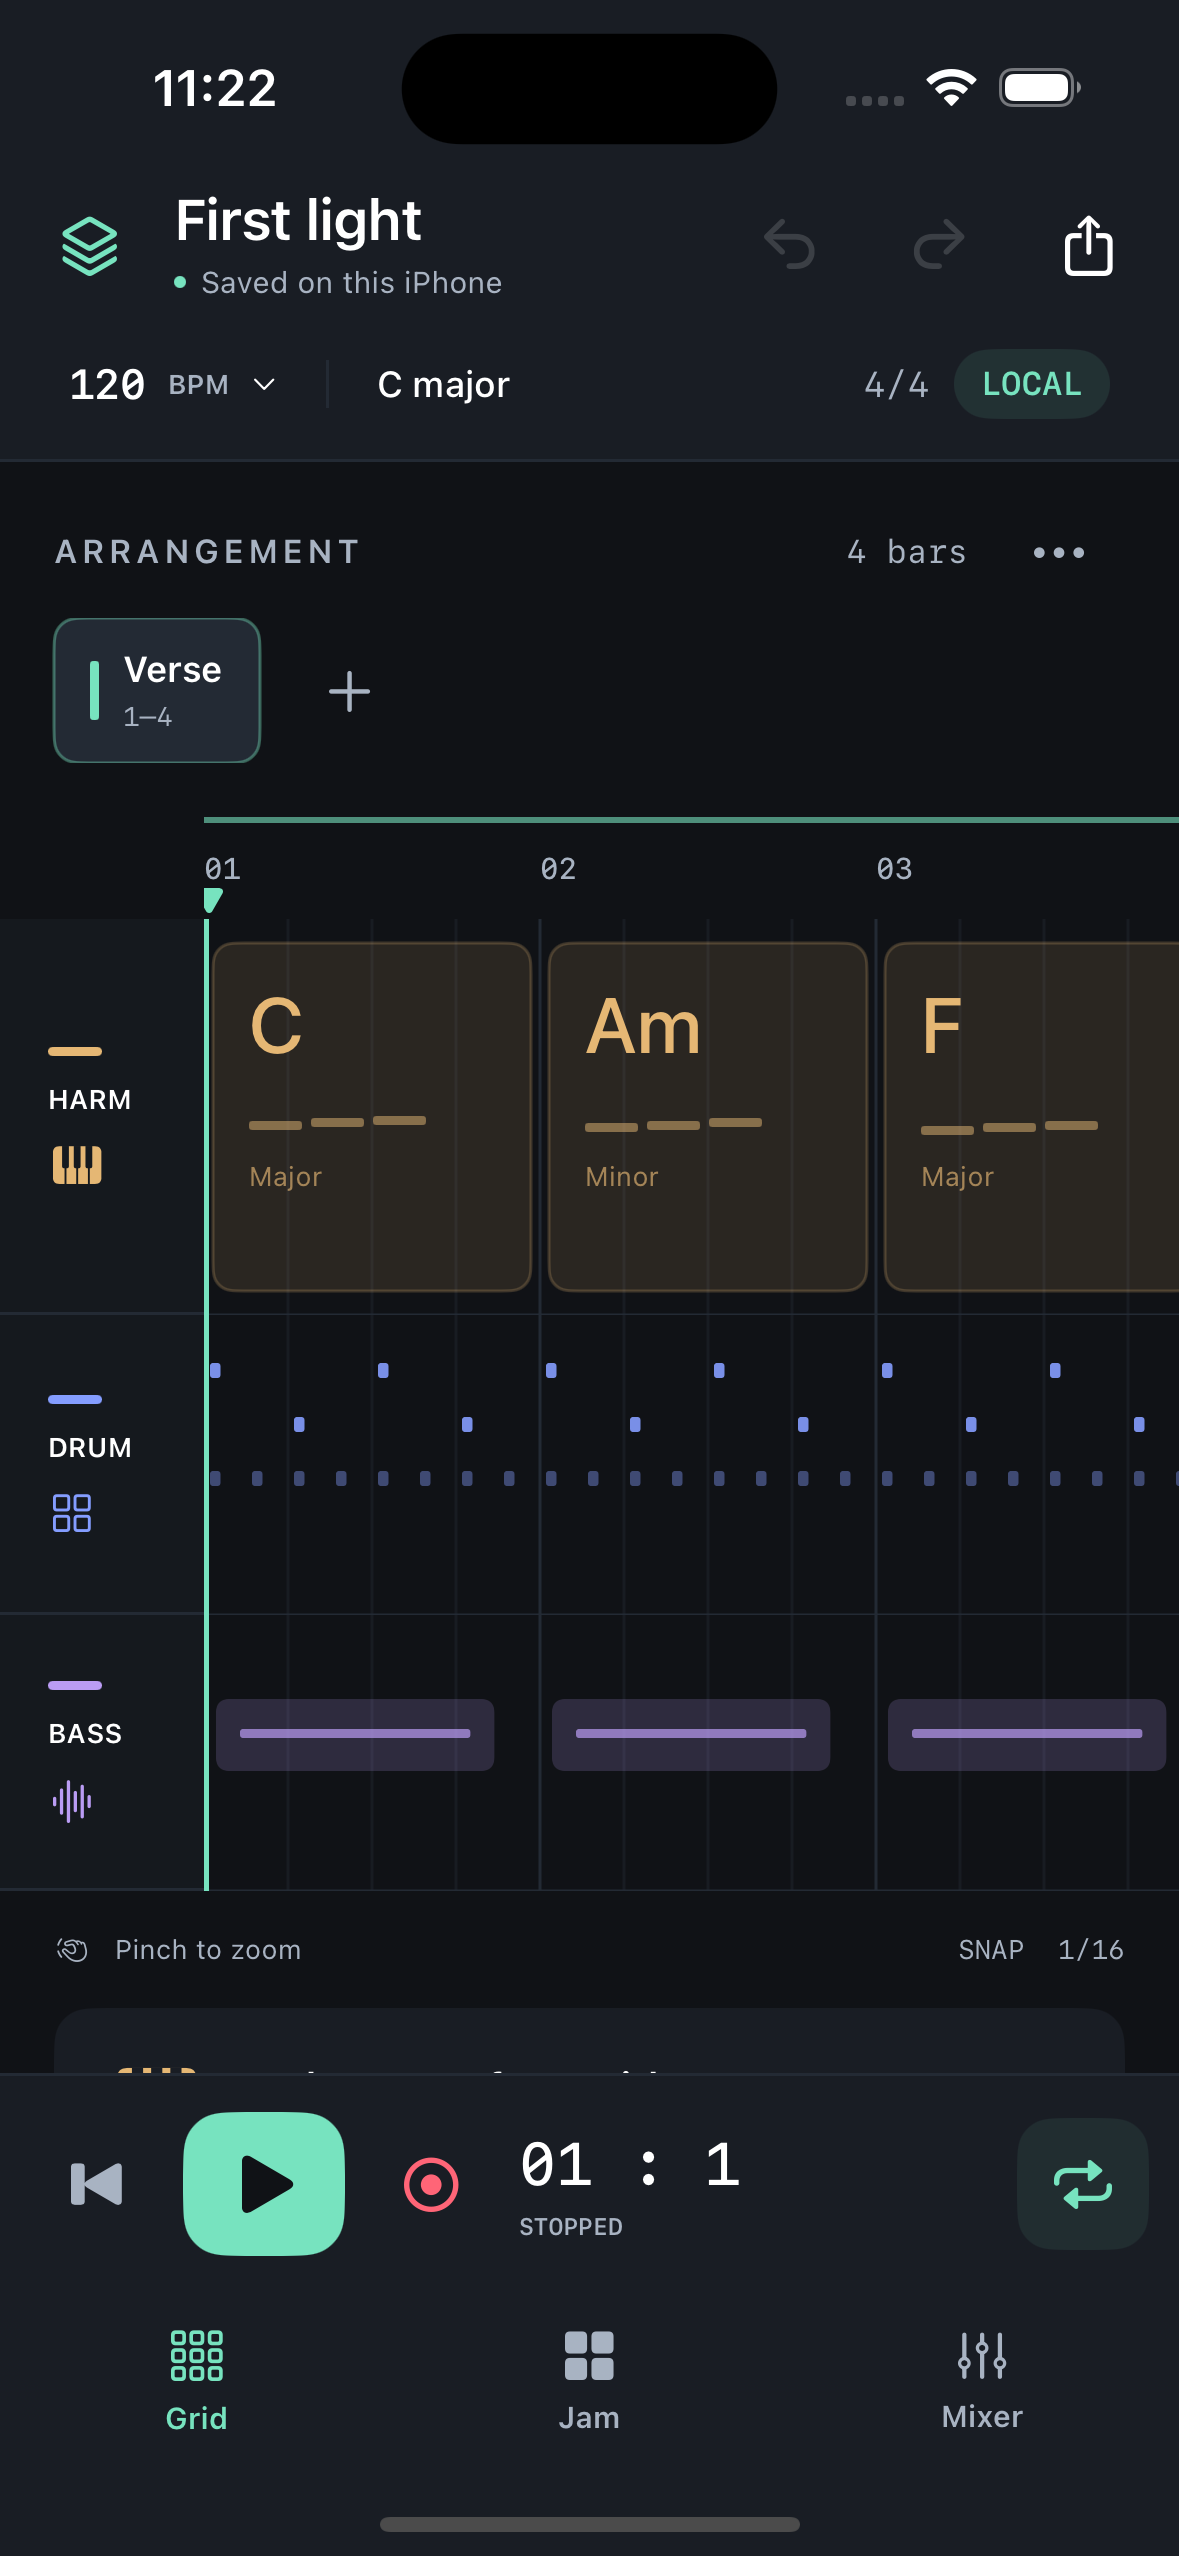 11:22
First light
Saved on this iPhone
120 BPM C major 4/4 LOCAL
ARRANGEMENT 4 bars
Verse
1–4
01 02 03
C Am F
HARM
Major Minor Major
DRUM
BASS
Pinch to zoom SNAP 1/16
01 : 1
STOPPED
Grid Jam Mixer